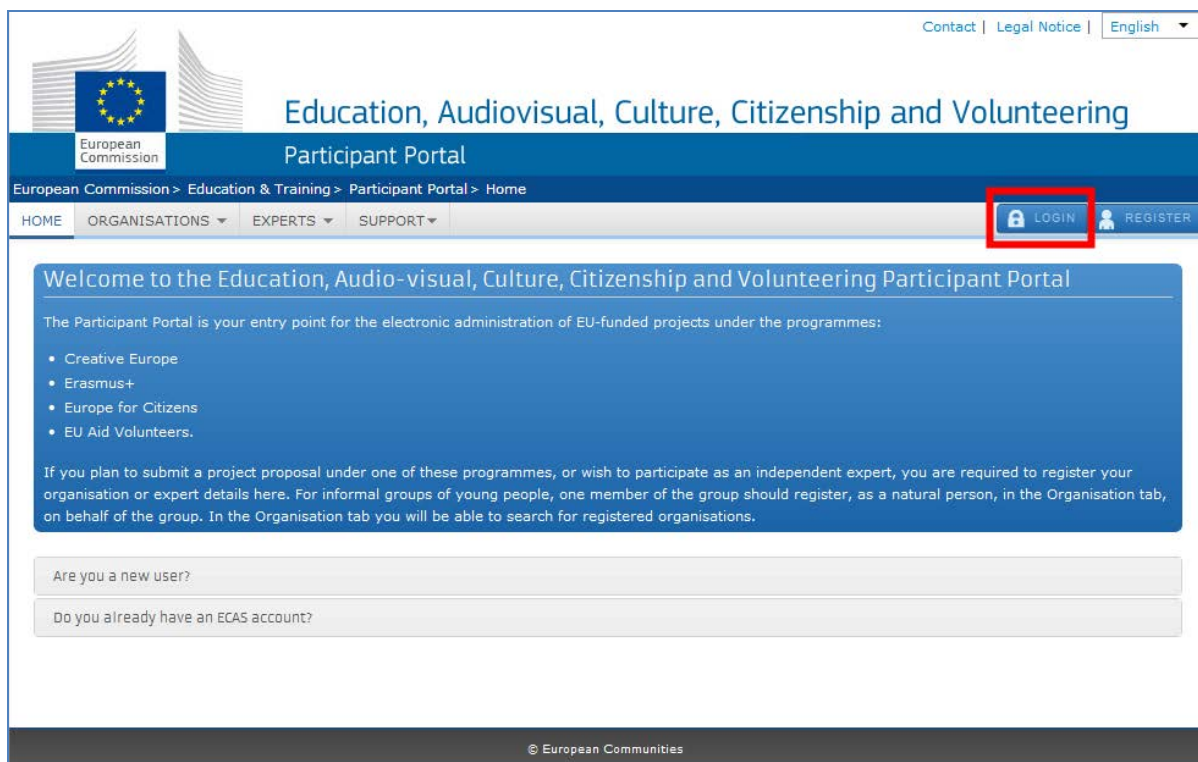 Contact | Legal Notice | English
Education, Audiovisual, Culture, Citizenship and Volunteering
European
Commission
Participant Portal
European Commission > Education & Training > Participant Portal > Home
HOME ORGANISATIONS EXPERTS SUPPORT LOGIN REGISTER
Welcome to the Education, Audio-visual, Culture, Citizenship and Volunteering Participant Portal
The Participant Portal is your entry point for the electronic administration of EU-funded projects under the programmes:
• Creative Europe
• Erasmus+
• Europe for Citizens
• EU Aid Volunteers.
If you plan to submit a project proposal under one of these programmes, or wish to participate as an independent expert, you are required to register your
organisation or expert details here. For informal groups of young people, one member of the group should register, as a natural person, in the Organisation tab,
on behalf of the group. In the Organisation tab you will be able to search for registered organisations.
Are you a new user?
Do you already have an ECAS account?
© European Communities